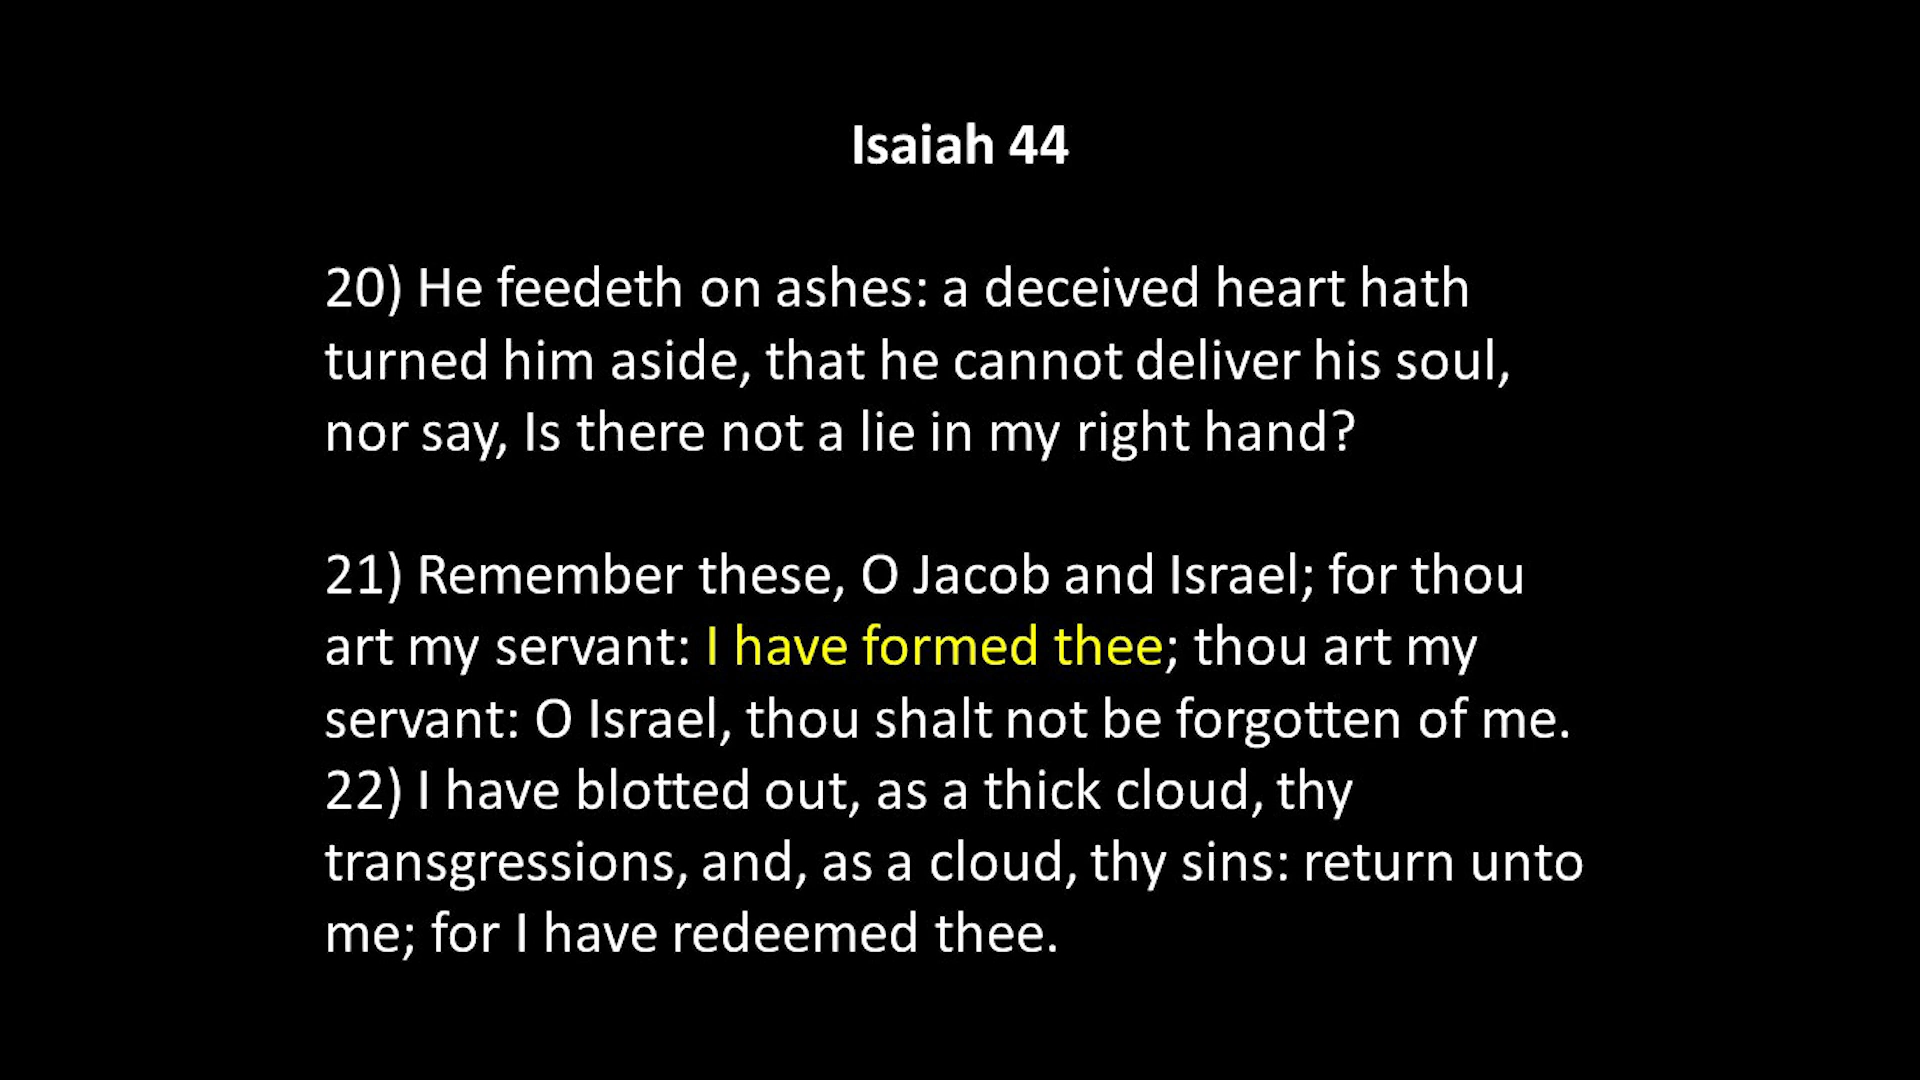 Isaiah 44
20) He feedeth on ashes: a deceived heart hath
turned him aside, that he cannot deliver his soul,
nor say, Is there not a lie in my right hand?
21) Remember these, O Jacob and Israel; for thou
art my servant: I have formed thee; thou art my
servant: O Israel, thou shalt not be forgotten of me.
22) I have blotted out, as a thick cloud, thy
transgressions, and, as a cloud, thy sins: return unto
me; for I have redeemed thee.